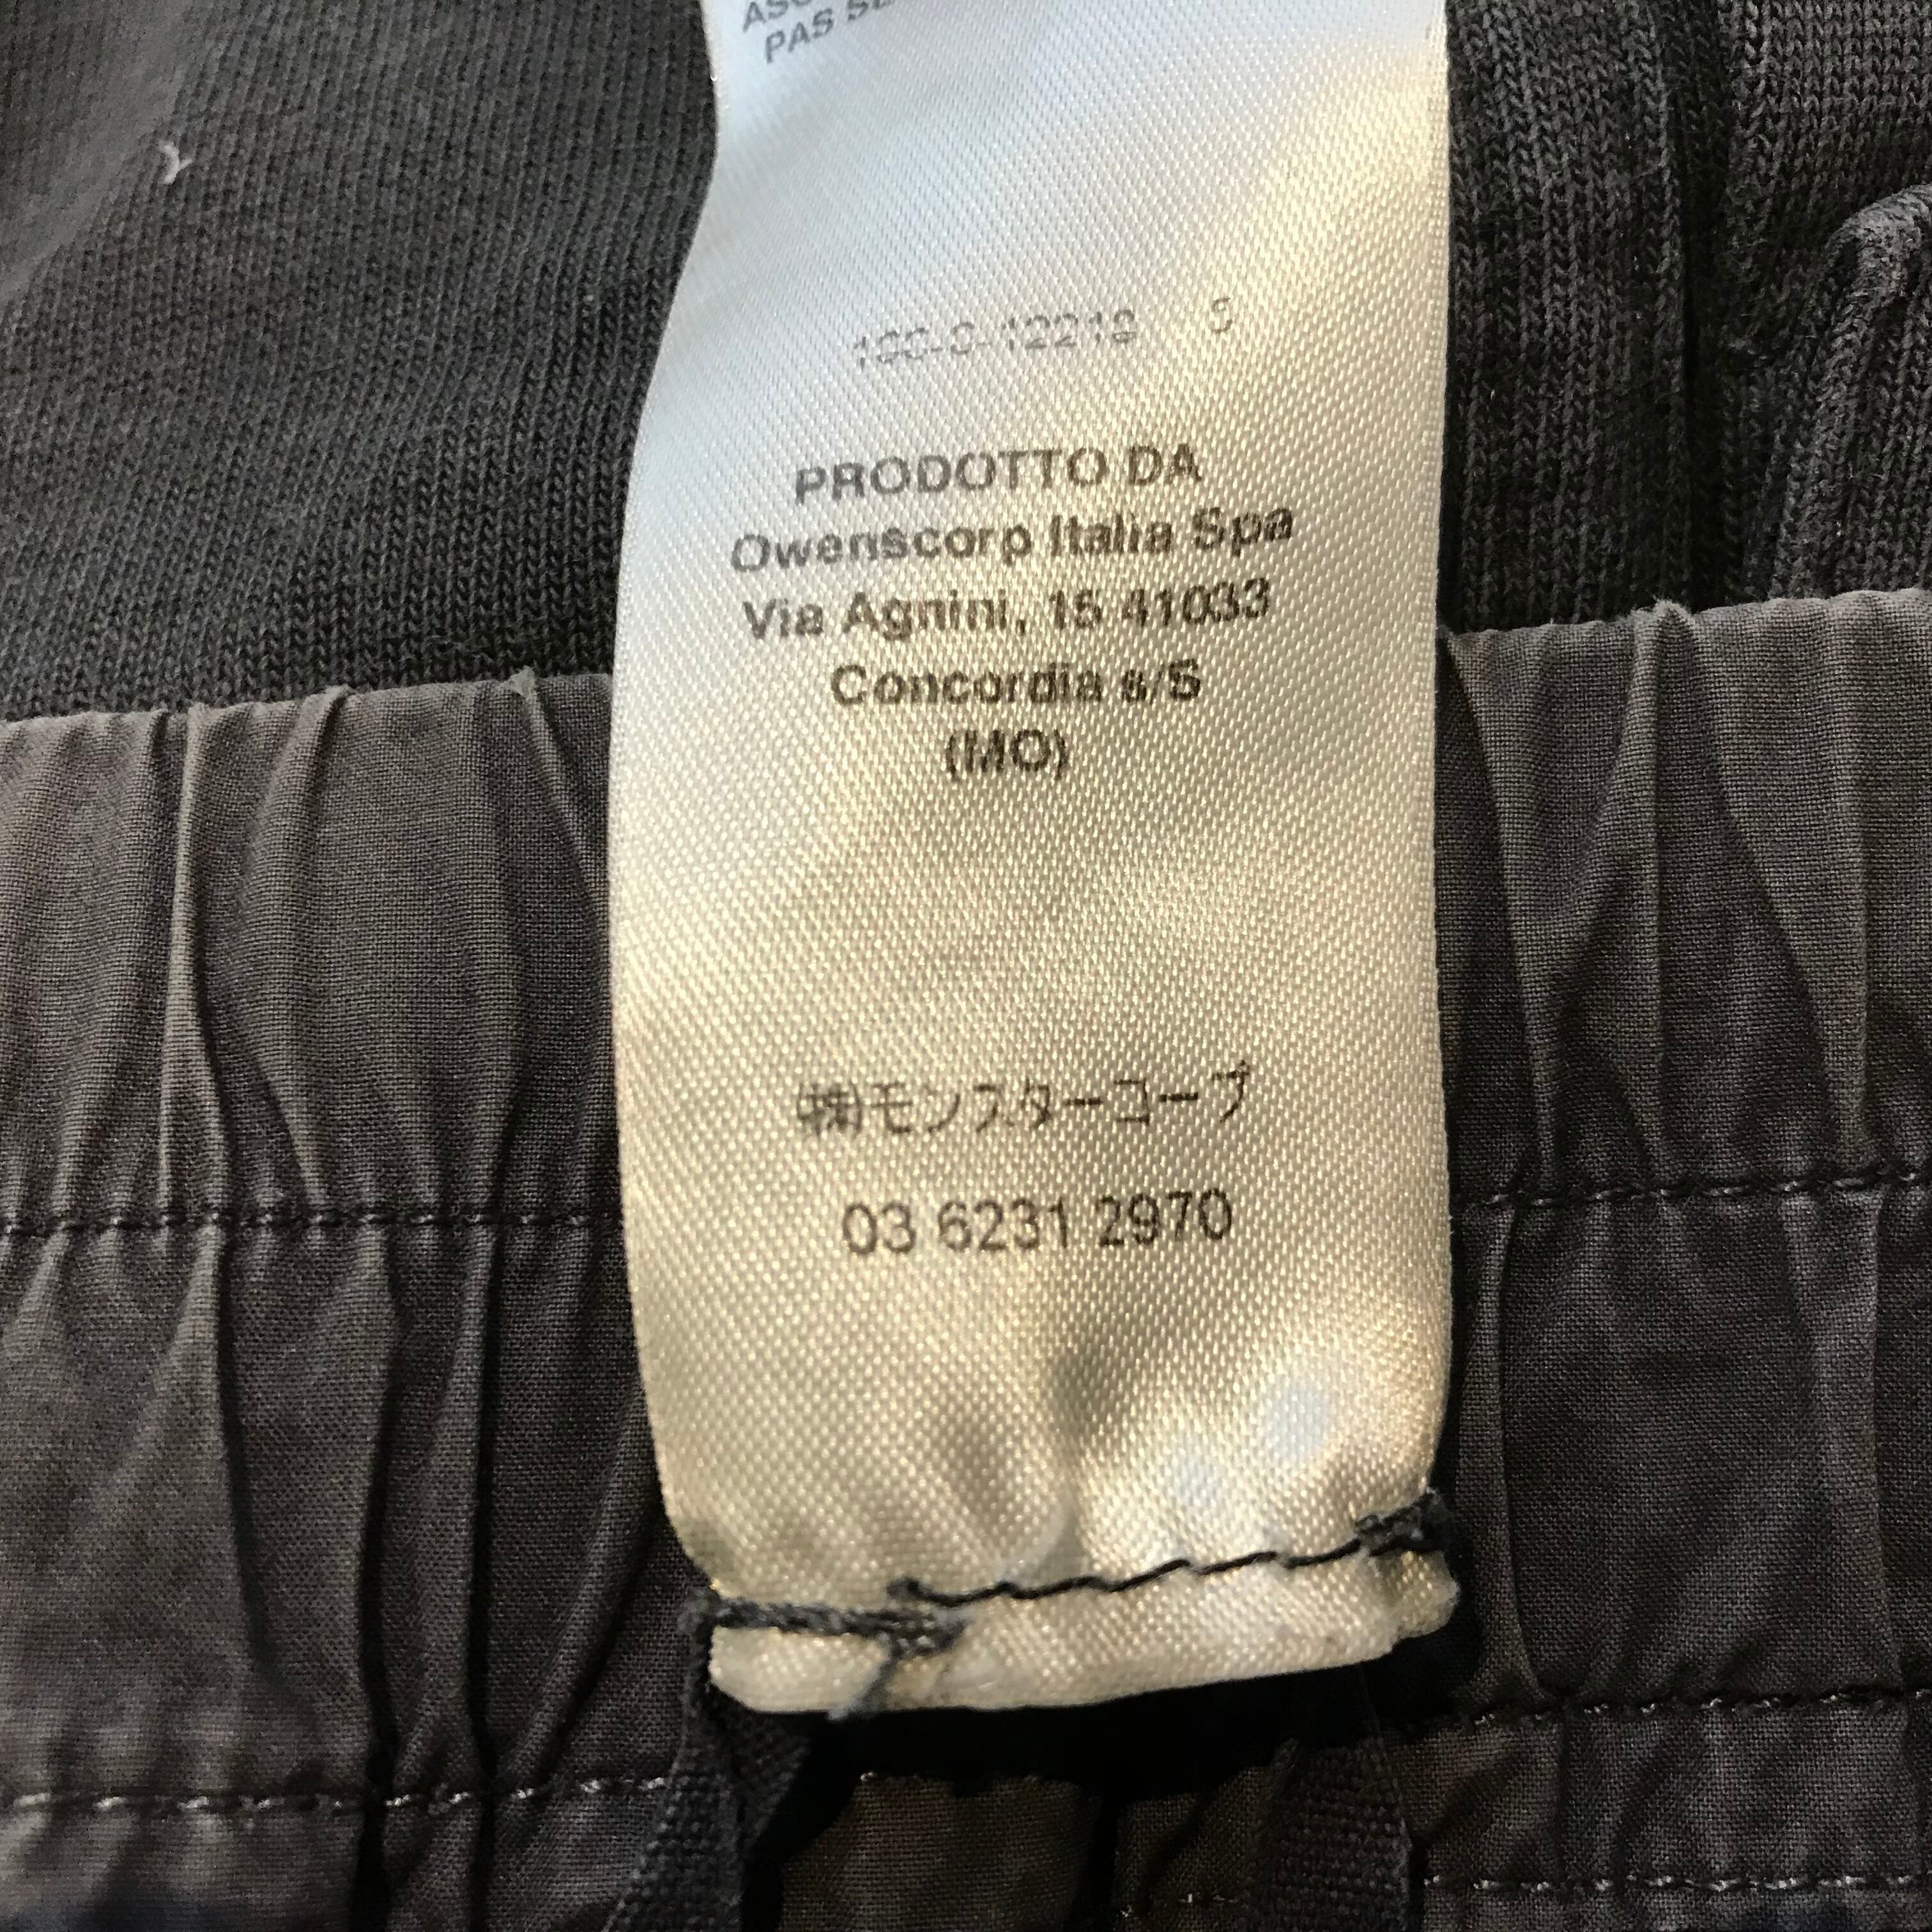 PAS
PRODOTTO DA
Owenscorp Italia Spa
Via Agnini, 15 41033
Concordia s/S
(MO)
㈱モンスターコープ
03 6231 2970